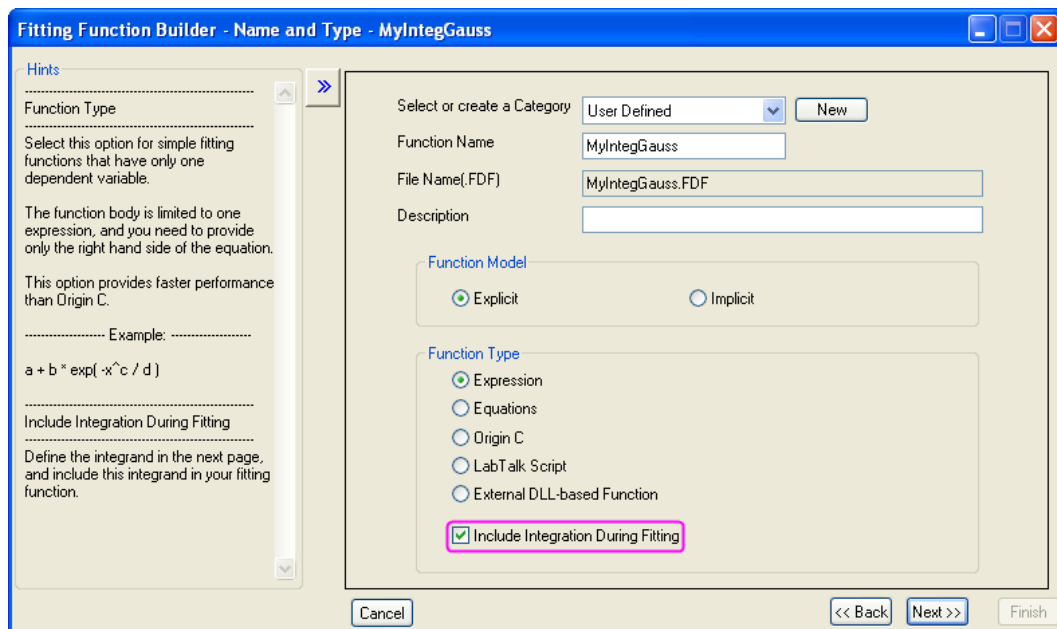 Fitting Function Builder - Name and Type - MyIntegGauss
Hints
--------------------------------------------------------
Function Type
--------------------------------------------------------
Select this option for simple fitting
functions that have only one
dependent variable.
The function body is limited to one
expression, and you need to provide
only the right hand side of the equation.
This option provides faster performance
than Origin C.
-------------------- Example: --------------------
a + b * exp( -x^c / d )
--------------------------------------------------------
Include Integration During Fitting
--------------------------------------------------------
Define the integrand in the next page,
and include this integrand in your fitting
function.
»
Select or create a Category User Defined New
Function Name MyIntegGauss
File Name(.FDF) MyIntegGauss.FDF
Description
Function Model
Explicit Implicit
Function Type
Expression
Equations
Origin C
LabTalk Script
External DLL-based Function
Include Integration During Fitting
Cancel << Back Next >> Finish